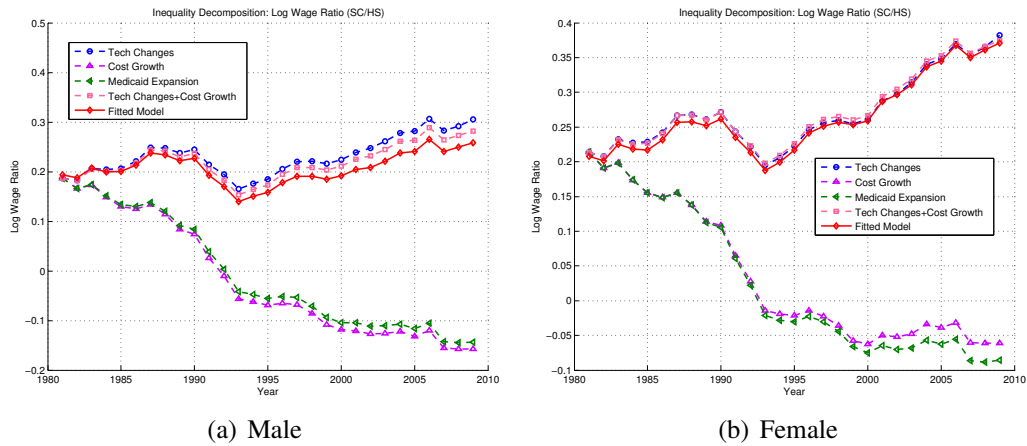 Inequality Decomposition: Log Wage Ratio (SC/HS)
0.5
0.4
0.3
0.2
0.1
0
-0.1
-0.2
Log Wage Ratio
Tech Changes
Cost Growth
Medicaid Expansion
Tech Changes+Cost Growth
Fitted Model
1980 1985 1990 1995 2000 2005 2010
Year
(a) Male
Inequality Decomposition: Log Wage Ratio (SC/HS)
0.4
0.35
0.3
0.25
0.2
0.15
0.1
0.05
0
-0.05
-0.1
Log Wage Ratio
Tech Changes
Cost Growth
Medicaid Expansion
Tech Changes+Cost Growth
Fitted Model
1980 1985 1990 1995 2000 2005 2010
Year
(b) Female